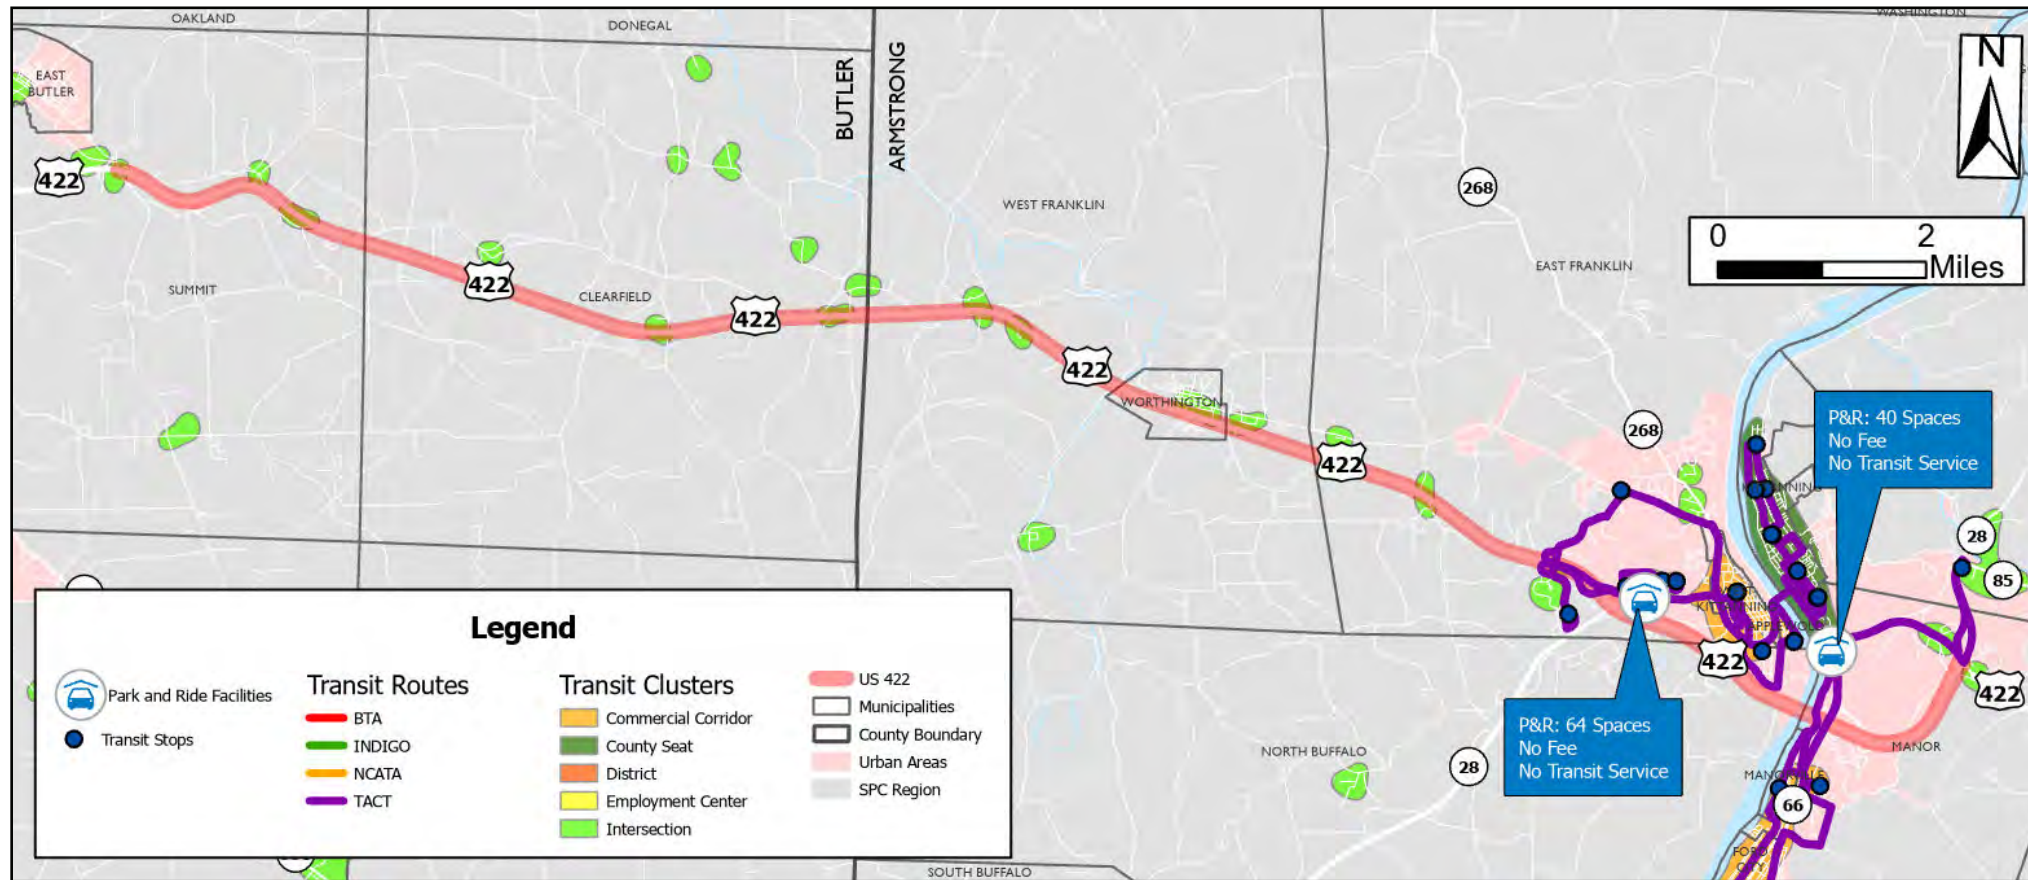 OAKLAND
DONEGAL
WASHINGTON
EAST
BUTLER
BUTLER
ARMSTRONG
N
422
268
WEST FRANKLIN
0 2
Miles
EAST FRANKLIN
SUMMIT
422
CLEARFIELD
422
422
WORTHINGTON
268
422
P&R: 40 Spaces
No Fee
No Transit Service
28
85
KITTANNING
APPLEWOLD
422
422
P&R: 64 Spaces
No Fee
No Transit Service
NORTH BUFFALO
28
MANOR
66
FORD
CITY
SOUTH BUFFALO
Legend
Park and Ride Facilities
Transit Stops
Transit Routes
BTA
INDIGO
NCATA
TACT
Transit Clusters
Commercial Corridor
County Seat
District
Employment Center
Intersection
US 422
Municipalities
County Boundary
Urban Areas
SPC Region